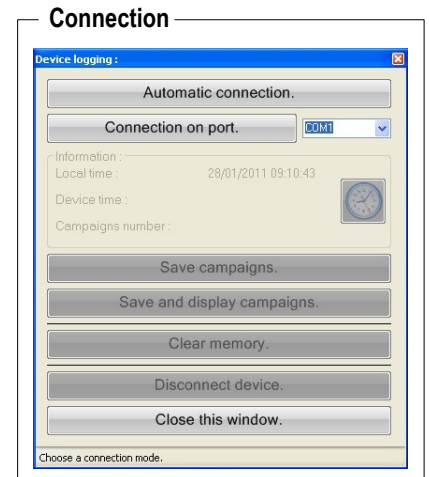 Connection
Device logging :
Automatic connection.
Connection on port. COM1
Information :
Local time : 28/01/2011 09:10:43
Device time :
Campaigns number :
Save campaigns.
Save and display campaigns.
Clear memory.
Disconnect device.
Close this window.
Choose a connection mode.